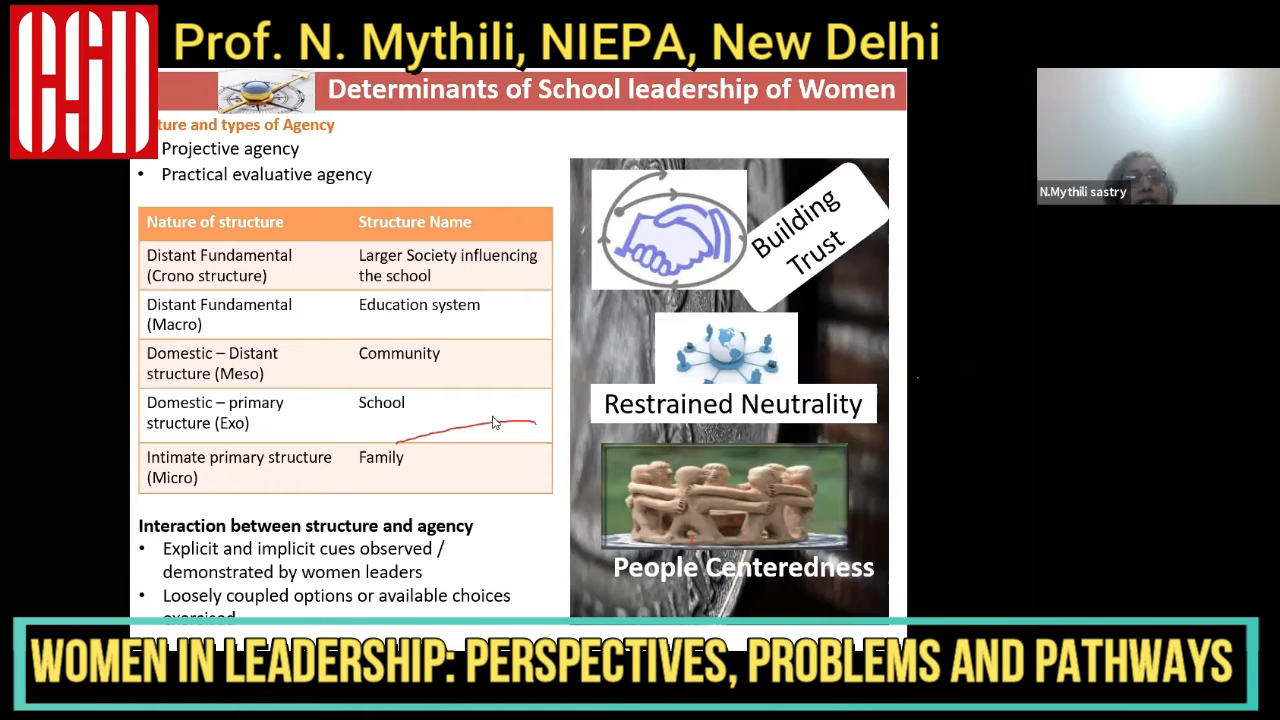 Prof. N. Mythili, NIEPA, New Delhi
CSD
Determinants of School leadership of Women
ture and types of Agency
Projective agency
• Practical evaluative agency
Nature of structure Structure Name
Distant Fundamental (Crono structure) Larger Society influencing the school
Distant Fundamental (Macro) Education system
Domestic – Distant structure (Meso) Community
Domestic – primary structure (Exo) School
Intimate primary structure (Micro) Family
Interaction between structure and agency
• Explicit and implicit cues observed /
demonstrated by women leaders
• Loosely coupled options or available choices
exercised
Building
Trust
Restrained Neutrality
People Centeredness
N.Mythili sastry
WOMEN IN LEADERSHIP: PERSPECTIVES, PROBLEMS AND PATHWAYS